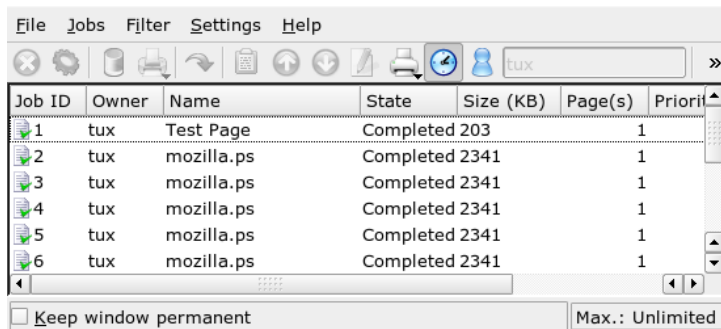 File Jobs Filter Settings Help
tux »
Job ID Owner Name State Size (KB) Page(s) Priorit
1 tux Test Page Completed 203 1
2 tux mozilla.ps Completed 2341 1
3 tux mozilla.ps Completed 2341 1
4 tux mozilla.ps Completed 2341 1
5 tux mozilla.ps Completed 2341 1
6 tux mozilla.ps Completed 2341 1
Keep window permanent Max.: Unlimited